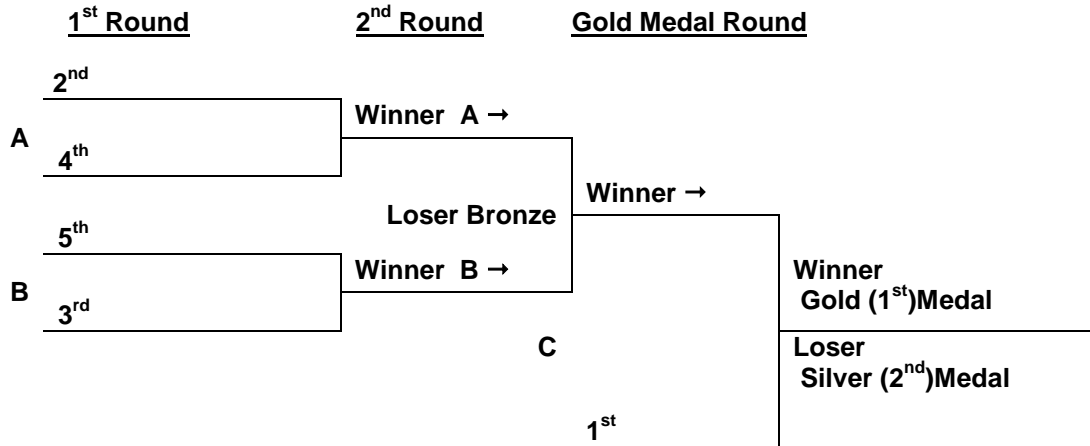 1st Round 2nd Round Gold Medal Round
2nd
Winner A →
A
4th
Winner →
Loser Bronze
5th
Winner B →
Winner
B
Gold (1st)Medal
3rd
C
Loser
Silver (2nd)Medal
1st